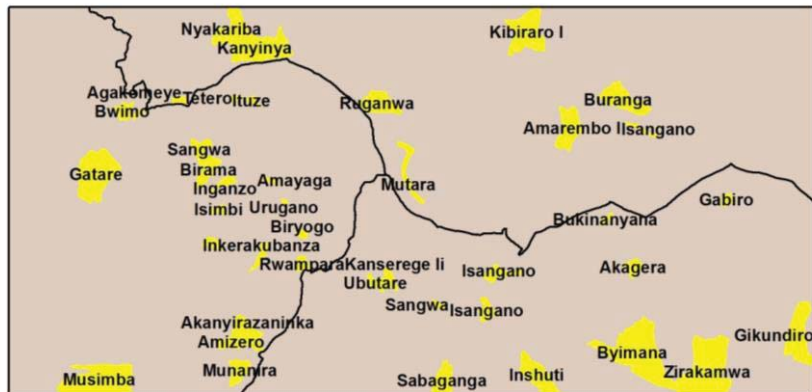 Nyakariba
Kanyinya
Kibiraro I
Agakomeye
Bwimo
Tetero
Ituze
Ruganwa
Buranga
Amarembo II
Isangano
Sangwa
Birama
Gatare
Inganzo
Amayaga
Mutara
Isimbi
Urugano
Biryogo
Gabiro
Bukinanyana
Inkerakubanza
Rwampara
Kanserege Ii
Ubutare
Isangano
Akagera
Sangwa
Isangano
Akanyirazaninka
Amizero
Gikundiro
Byimana
Musimba
Munanira
Sabaganga
Inshuti
Zirakamwa